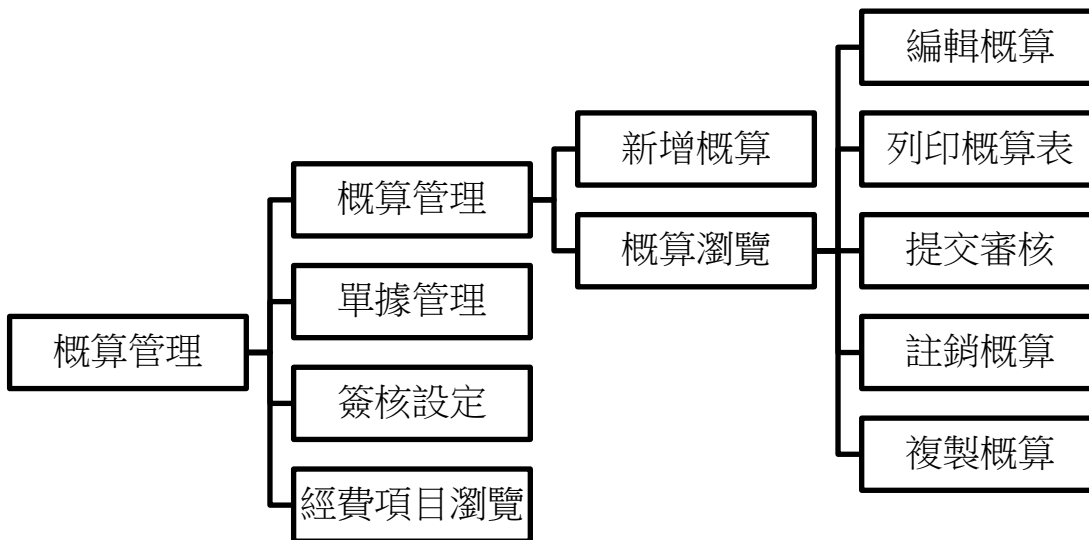 概算管理
概算管理
單據管理
簽核設定
經費項目瀏覽
新增概算
概算瀏覽
編輯概算
列印概算表
提交審核
註銷概算
複製概算